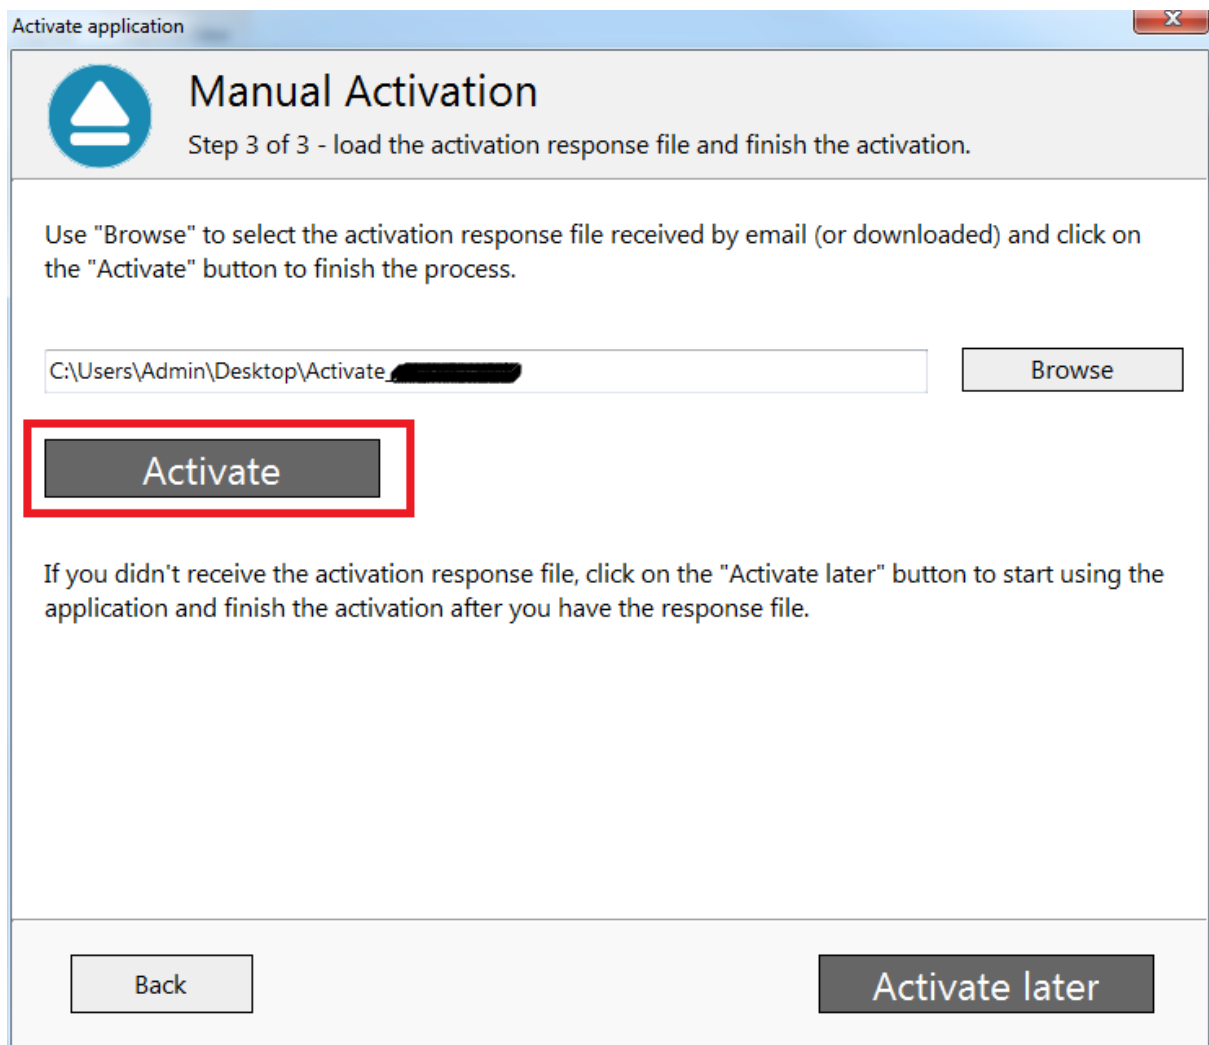 Activate application
x
Manual Activation
Step 3 of 3 - load the activation response file and finish the activation.
Use "Browse" to select the activation response file received by email (or downloaded) and click on
the "Activate" button to finish the process.
C:\Users\Admin\Desktop\Activate_
Browse
Activate
If you didn't receive the activation response file, click on the "Activate later" button to start using the
application and finish the activation after you have the response file.
Back
Activate later